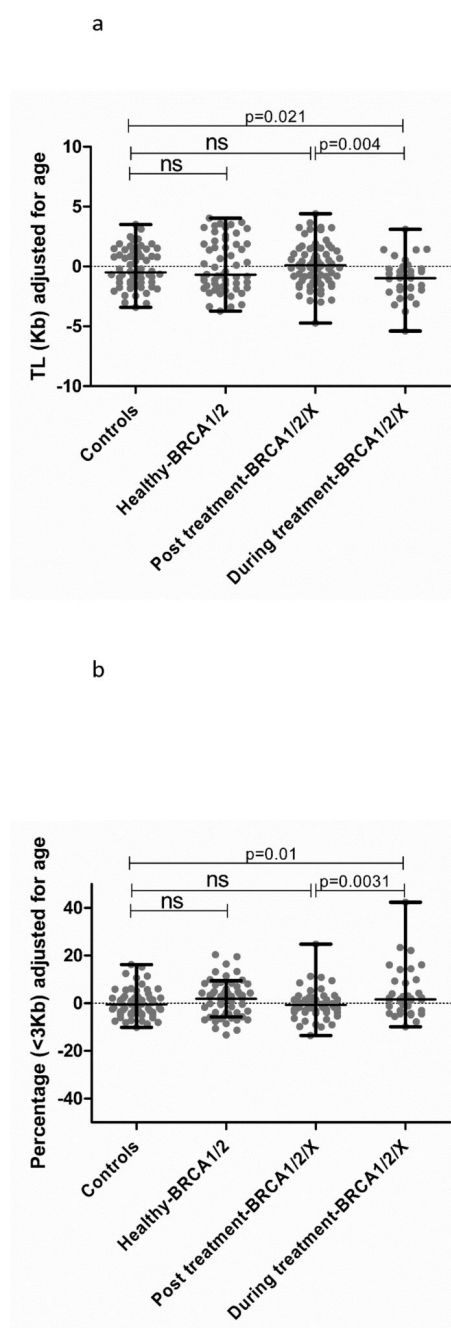 a
p=0.021
ns
p=0.004
ns
TL (Kb) adjusted for age
10
5
0
-5
-10
Controls
Healthy-BRCA1/2
Post treatment-BRCA1/2/X
During treatment-BRCA1/2/X
b
p=0.01
ns
p=0.0031
ns
Percentage (<3Kb) adjusted for age
40
20
0
-20
-40
Controls
Healthy-BRCA1/2
Post treatment-BRCA1/2/X
During treatment-BRCA1/2/X